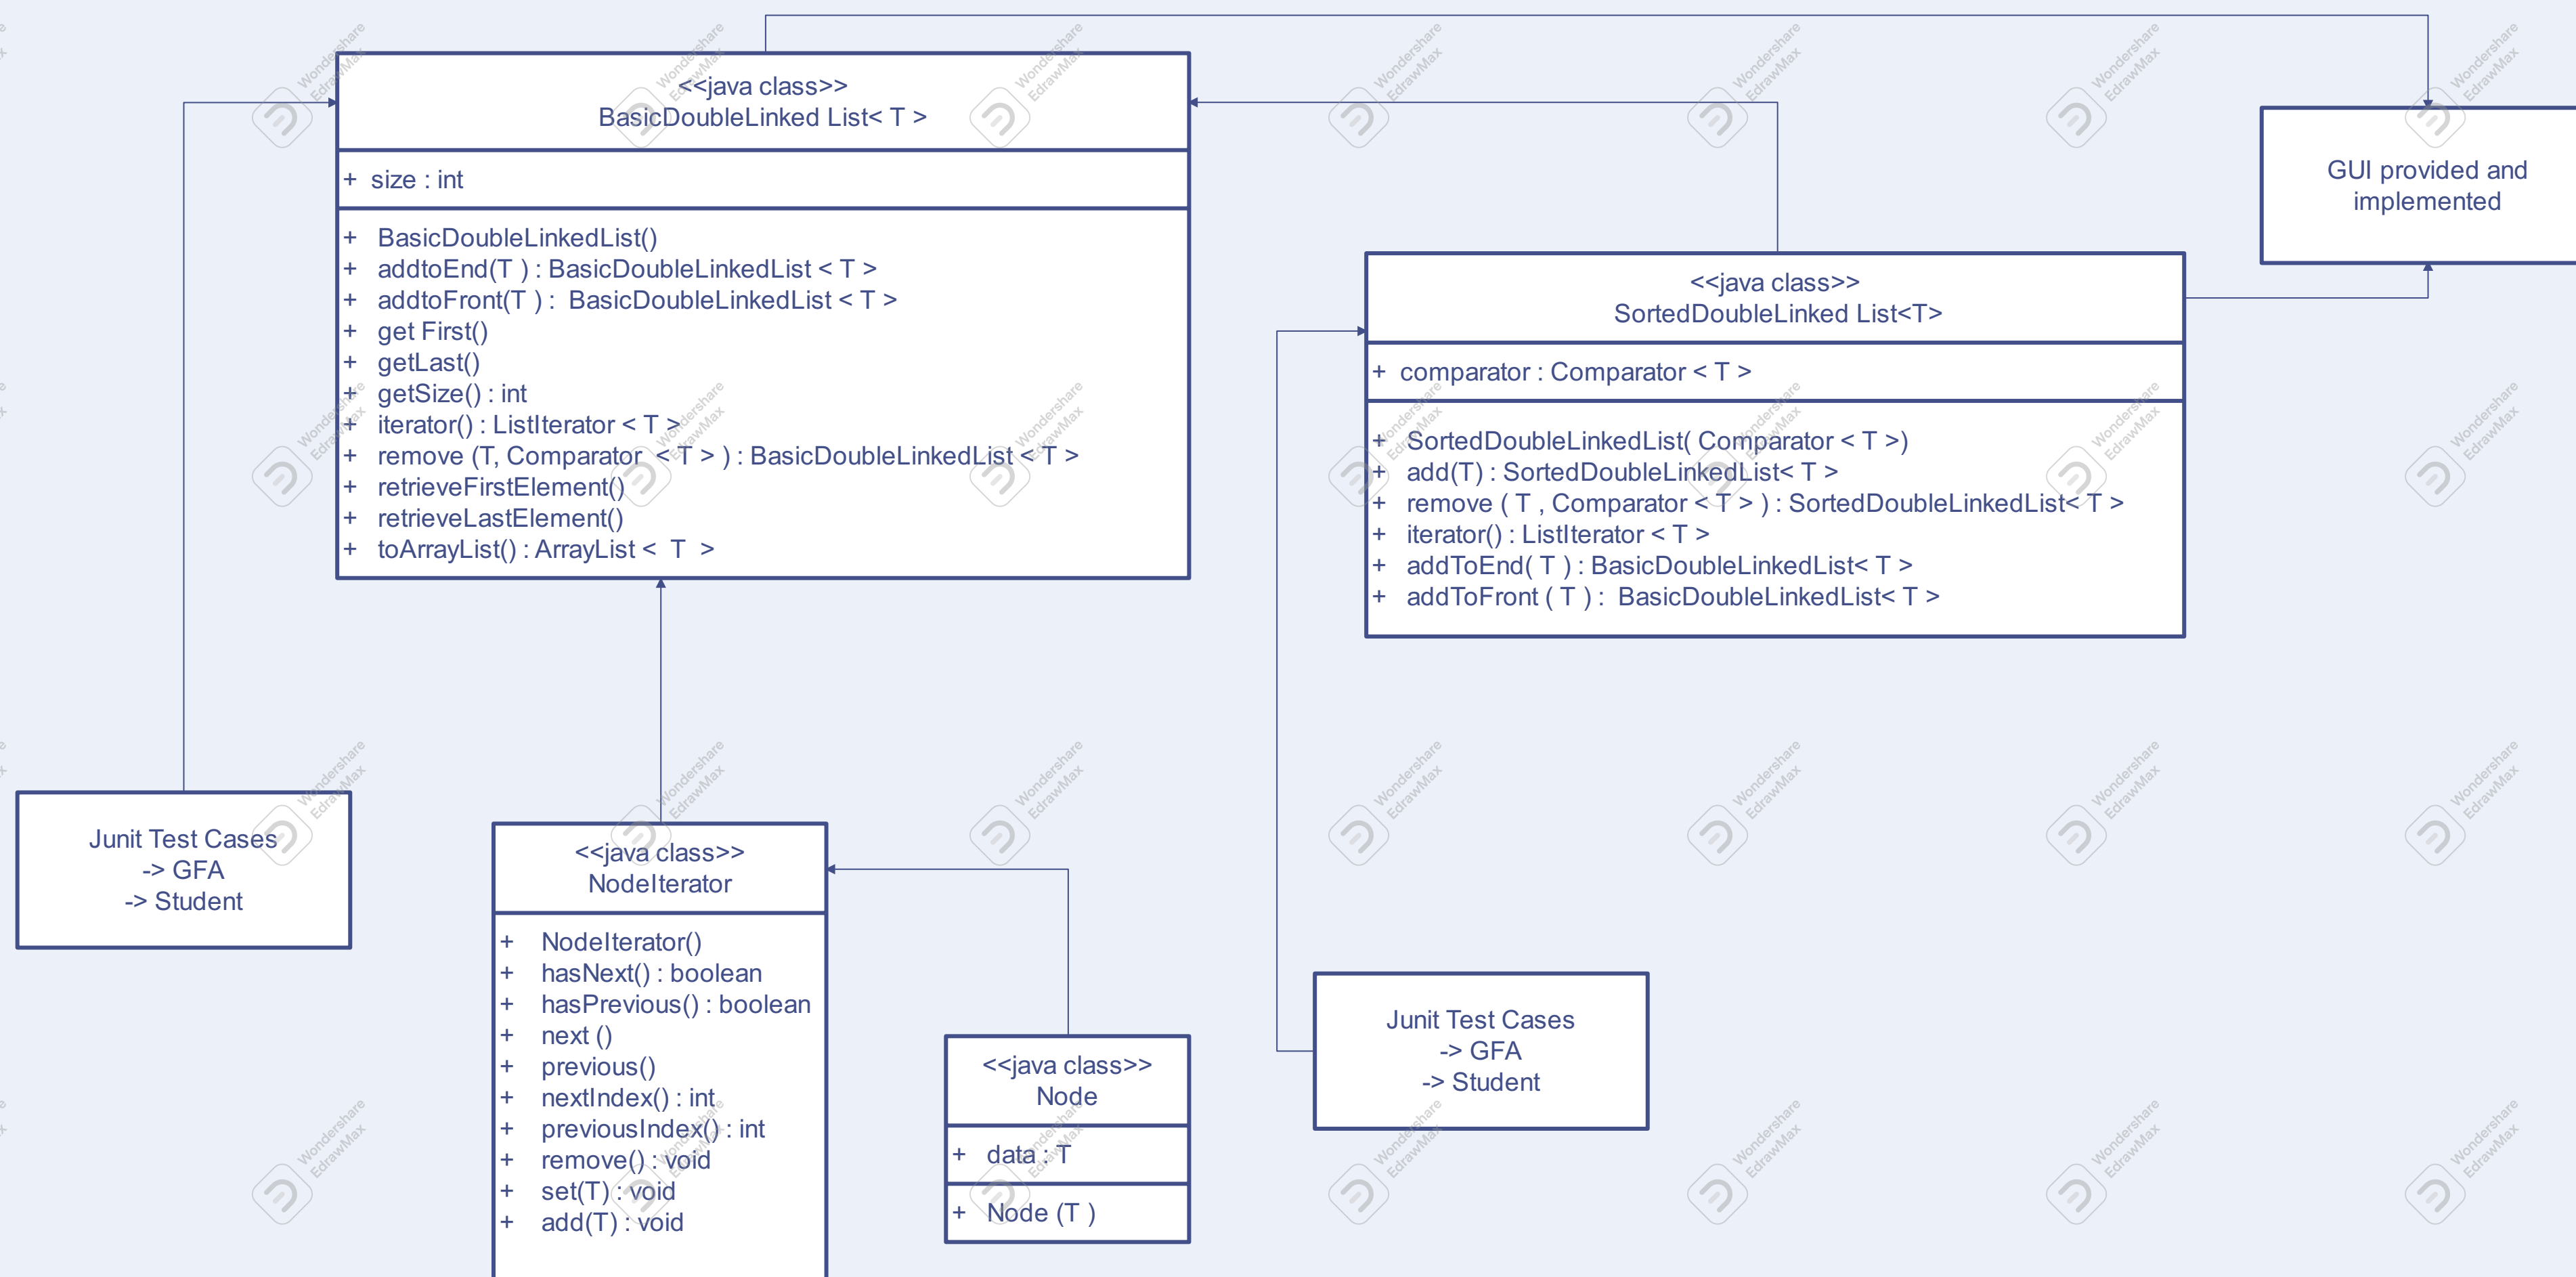 <<java class>>
BasicDoubleLinked List< T >
+ size : int
+ BasicDoubleLinkedList()
+ addtoEnd(T ) : BasicDoubleLinkedList < T >
+ addtoFront(T ) : BasicDoubleLinkedList < T >
+ get First()
+ getLast()
+ getSize() : int
+ iterator() : ListIterator < T >
+ remove (T, Comparator < T > ) : BasicDoubleLinkedList < T >
+ retrieveFirstElement()
+ retrieveLastElement()
+ toArrayList() : ArrayList < T >
GUI provided and
implemented
<<java class>>
SortedDoubleLinked List<T>
+ comparator : Comparator < T >
+ SortedDoubleLinkedList( Comparator < T >)
+ add(T) : SortedDoubleLinkedList< T >
+ remove ( T , Comparator < T > ) : SortedDoubleLinkedList< T >
+ iterator() : ListIterator < T >
+ addToEnd( T ) : BasicDoubleLinkedList< T >
+ addToFront ( T ) : BasicDoubleLinkedList< T >
Junit Test Cases
-> GFA
-> Student
<<java class>>
NodeIterator
+ NodeIterator()
+ hasNext() : boolean
+ hasPrevious() : boolean
+ next ()
+ previous()
+ nextIndex() : int
+ previousIndex() : int
+ remove() : void
+ set(T) : void
+ add(T) : void
<<java class>>
Node
+ data : T
+ Node (T )
Junit Test Cases
-> GFA
-> Student
Wondershare
EdrawMax